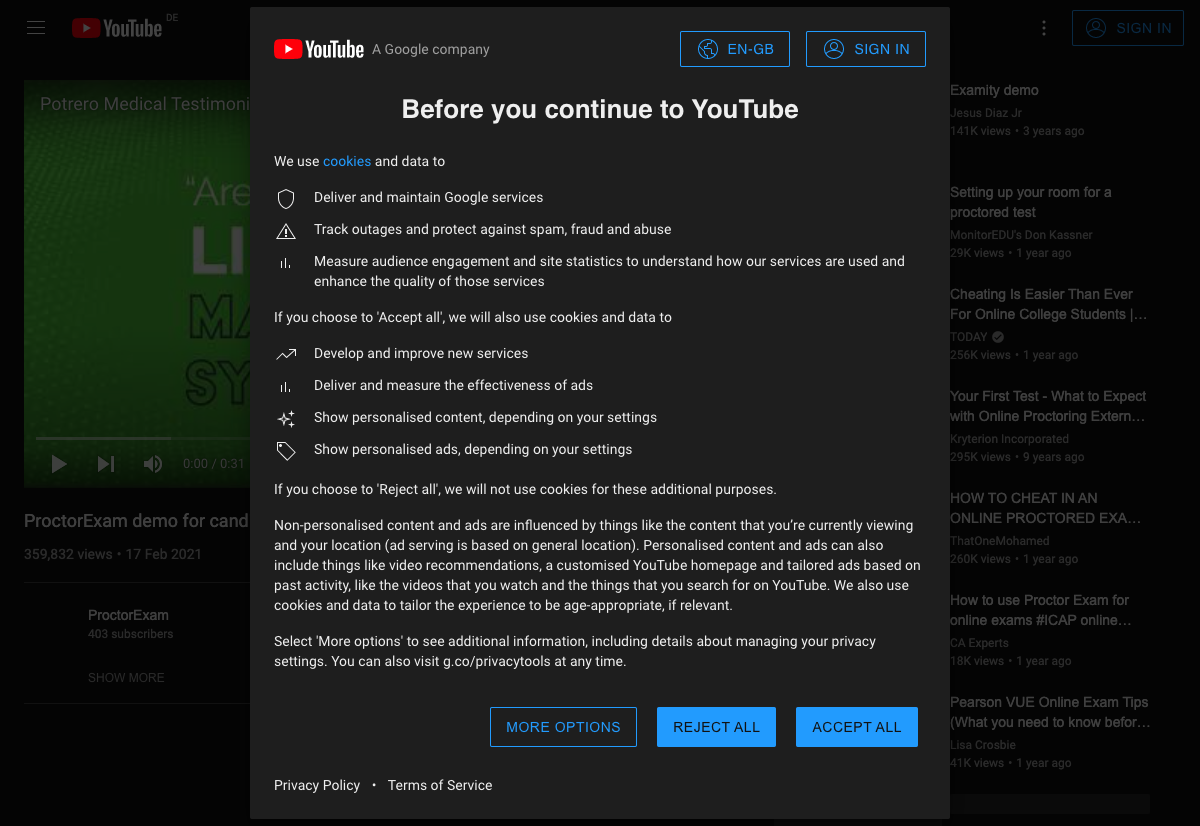 YouTube DE
SIGN IN
YouTube A Google company
EN-GB
SIGN IN
Before you continue to YouTube
We use cookies and data to
Deliver and maintain Google services
Track outages and protect against spam, fraud and abuse
Measure audience engagement and site statistics to understand how our services are used and
enhance the quality of those services
If you choose to 'Accept all', we will also use cookies and data to
Develop and improve new services
Deliver and measure the effectiveness of ads
Show personalised content, depending on your settings
Show personalised ads, depending on your settings
If you choose to 'Reject all', we will not use cookies for these additional purposes.
Non-personalised content and ads are influenced by things like the content that you’re currently viewing
and your location (ad serving is based on general location). Personalised content and ads can also
include things like video recommendations, a customised YouTube homepage and tailored ads based on
past activity, like the videos that you watch and the things that you search for on YouTube. We also use
cookies and data to tailor the experience to be age-appropriate, if relevant.
Select 'More options' to see additional information, including details about managing your privacy
settings. You can also visit g.co/privacytools at any time.
MORE OPTIONS
REJECT ALL
ACCEPT ALL
Privacy Policy • Terms of Service
Potrero Medical Testimoni
“Are
LI
MA
SY
0:00 / 0:31
ProctorExam demo for cand
359,832 views • 17 Feb 2021
ProctorExam
403 subscribers
SHOW MORE
Examity demo
Jesus Diaz Jr
141K views • 3 years ago
Setting up your room for a
proctored test
MonitorEDU's Don Kassner
29K views • 1 year ago
Cheating Is Easier Than Ever
For Online College Students |…
TODAY
256K views • 1 year ago
Your First Test - What to Expect
with Online Proctoring Extern…
Kryterion Incorporated
295K views • 9 years ago
HOW TO CHEAT IN AN
ONLINE PROCTORED EXA…
ThatOneMohamed
260K views • 1 year ago
How to use Proctor Exam for
online exams #ICAP online…
CA Experts
18K views • 1 year ago
Pearson VUE Online Exam Tips
(What you need to know befor…
Lisa Crosbie
41K views • 1 year ago